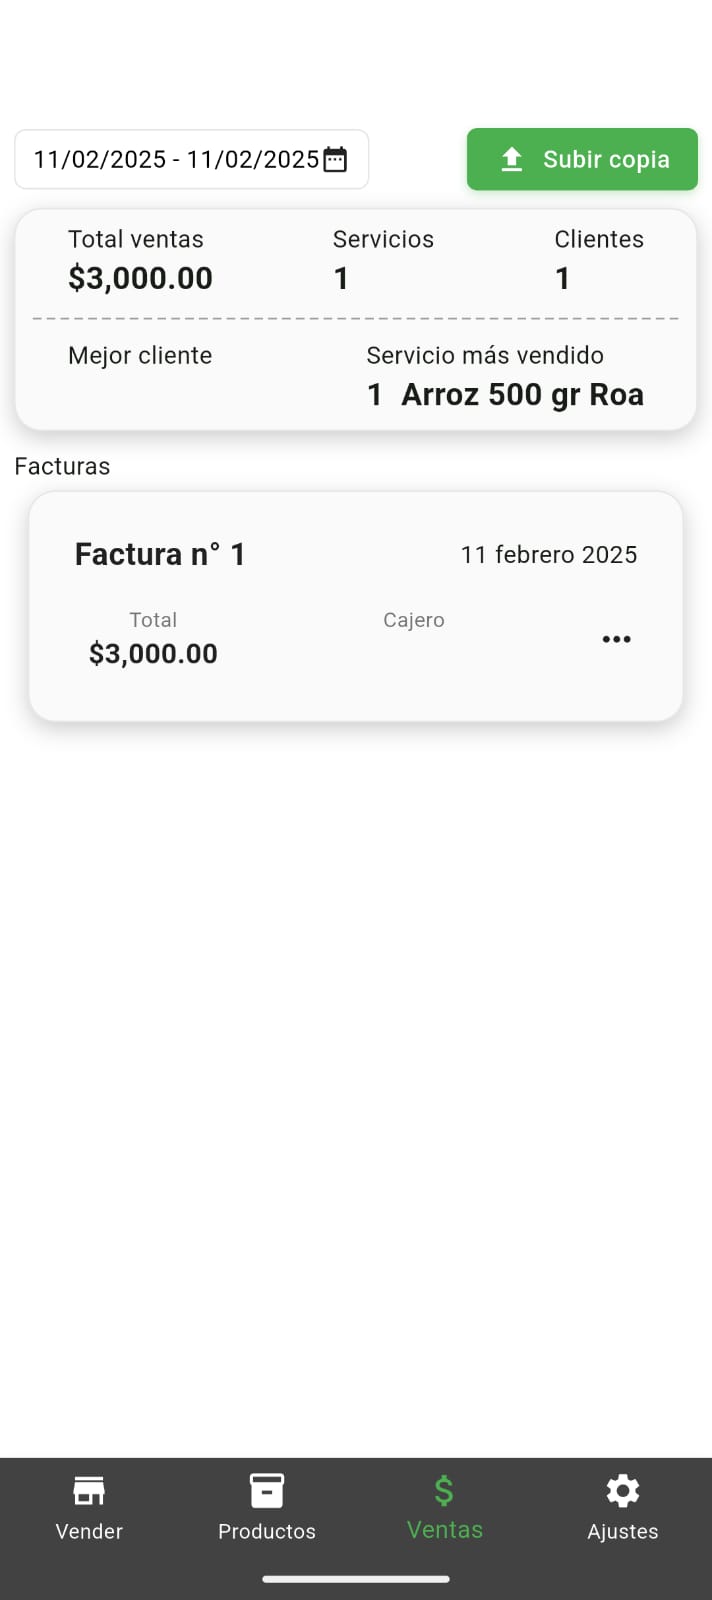 11/02/2025 - 11/02/2025
Subir copia
Total ventas
Servicios
Clientes
$3,000.00
1
1
Mejor cliente
Servicio más vendido
1 Arroz 500 gr Roa
Facturas
Factura n° 1
11 febrero 2025
Total
Cajero
$3,000.00
Vender
Productos
Ventas
Ajustes